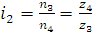 i₂ = n₃/n₄ = z₄/z₃